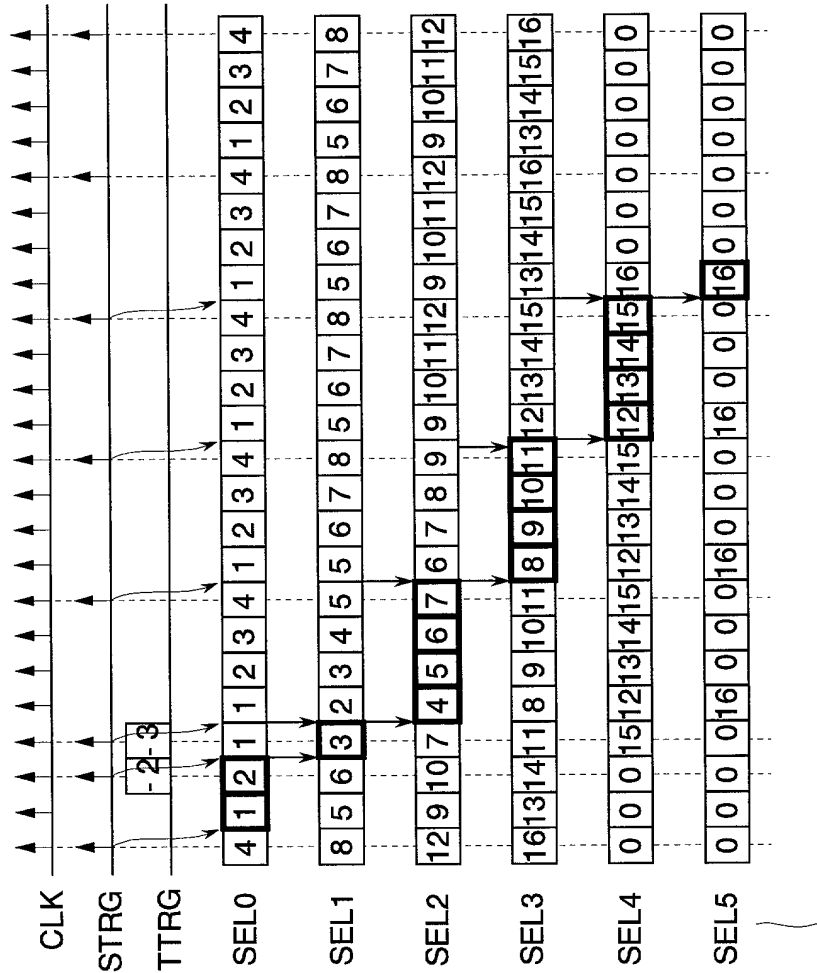 CLK
STRG
TTRG -2 -3
SEL0 4 1 2 1 1 2 3 4 1 2 3 4 1 2 3 4 1 2 3 4 1 2 3 4
SEL1 8 5 6 3 2 3 4 5 5 6 7 8 5 6 7 8 5 6 7 8 5 6 7 8
SEL2 12 9 10 7 4 5 6 7 6 7 8 9 9 10 11 12 9 10 11 12 9 10 11 12
SEL3 16 13 14 11 8 9 10 11 8 9 10 11 12 13 14 15 13 14 15 16 13 14 15 16
SEL4 0 0 0 15 12 13 14 15 12 13 14 15 12 13 14 15 16 0 0 0 0 0 0 0
SEL5 0 0 0 0 16 0 0 0 16 0 0 0 16 0 0 0 16 0 0 0 0 0 0 0